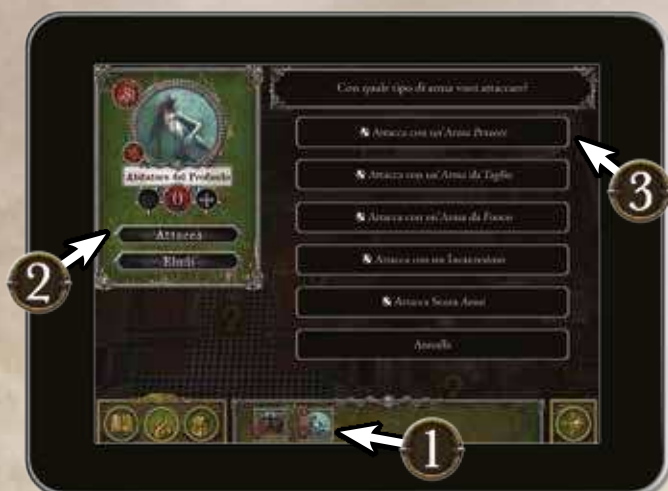 Con quale tipo di arma vuoi attaccare?
Abitatore del Profondo
0
Attacca
Eludi
Attacca con un'Arma Pesante
Attacca con un'Arma da Taglio
Attacca con un'Arma da Fuoco
Attacca con un Incantesimo
Attacca Senza Armi
Annulla
1
2
3